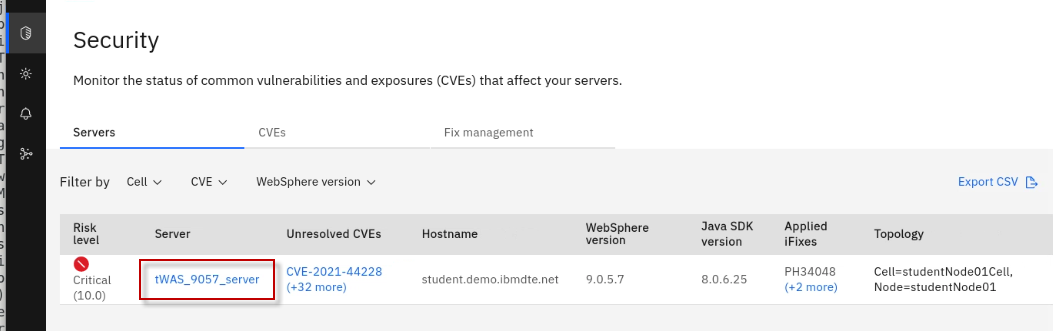 Security
Monitor the status of common vulnerabilities and exposures (CVEs) that affect your servers.
Servers CVEs Fix management
Filter by Cell CVE WebSphere version Export CSV
Risk level Server Unresolved CVEs Hostname WebSphere version Java SDK version Applied iFixes Topology
Critical (10.0) tWAS_9057_server CVE-2021-44228 (+32 more) student.demo.ibmdte.net 9.0.5.7 8.0.6.25 PH34048 (+2 more) Cell=studentNode01Cell, Node=studentNode01